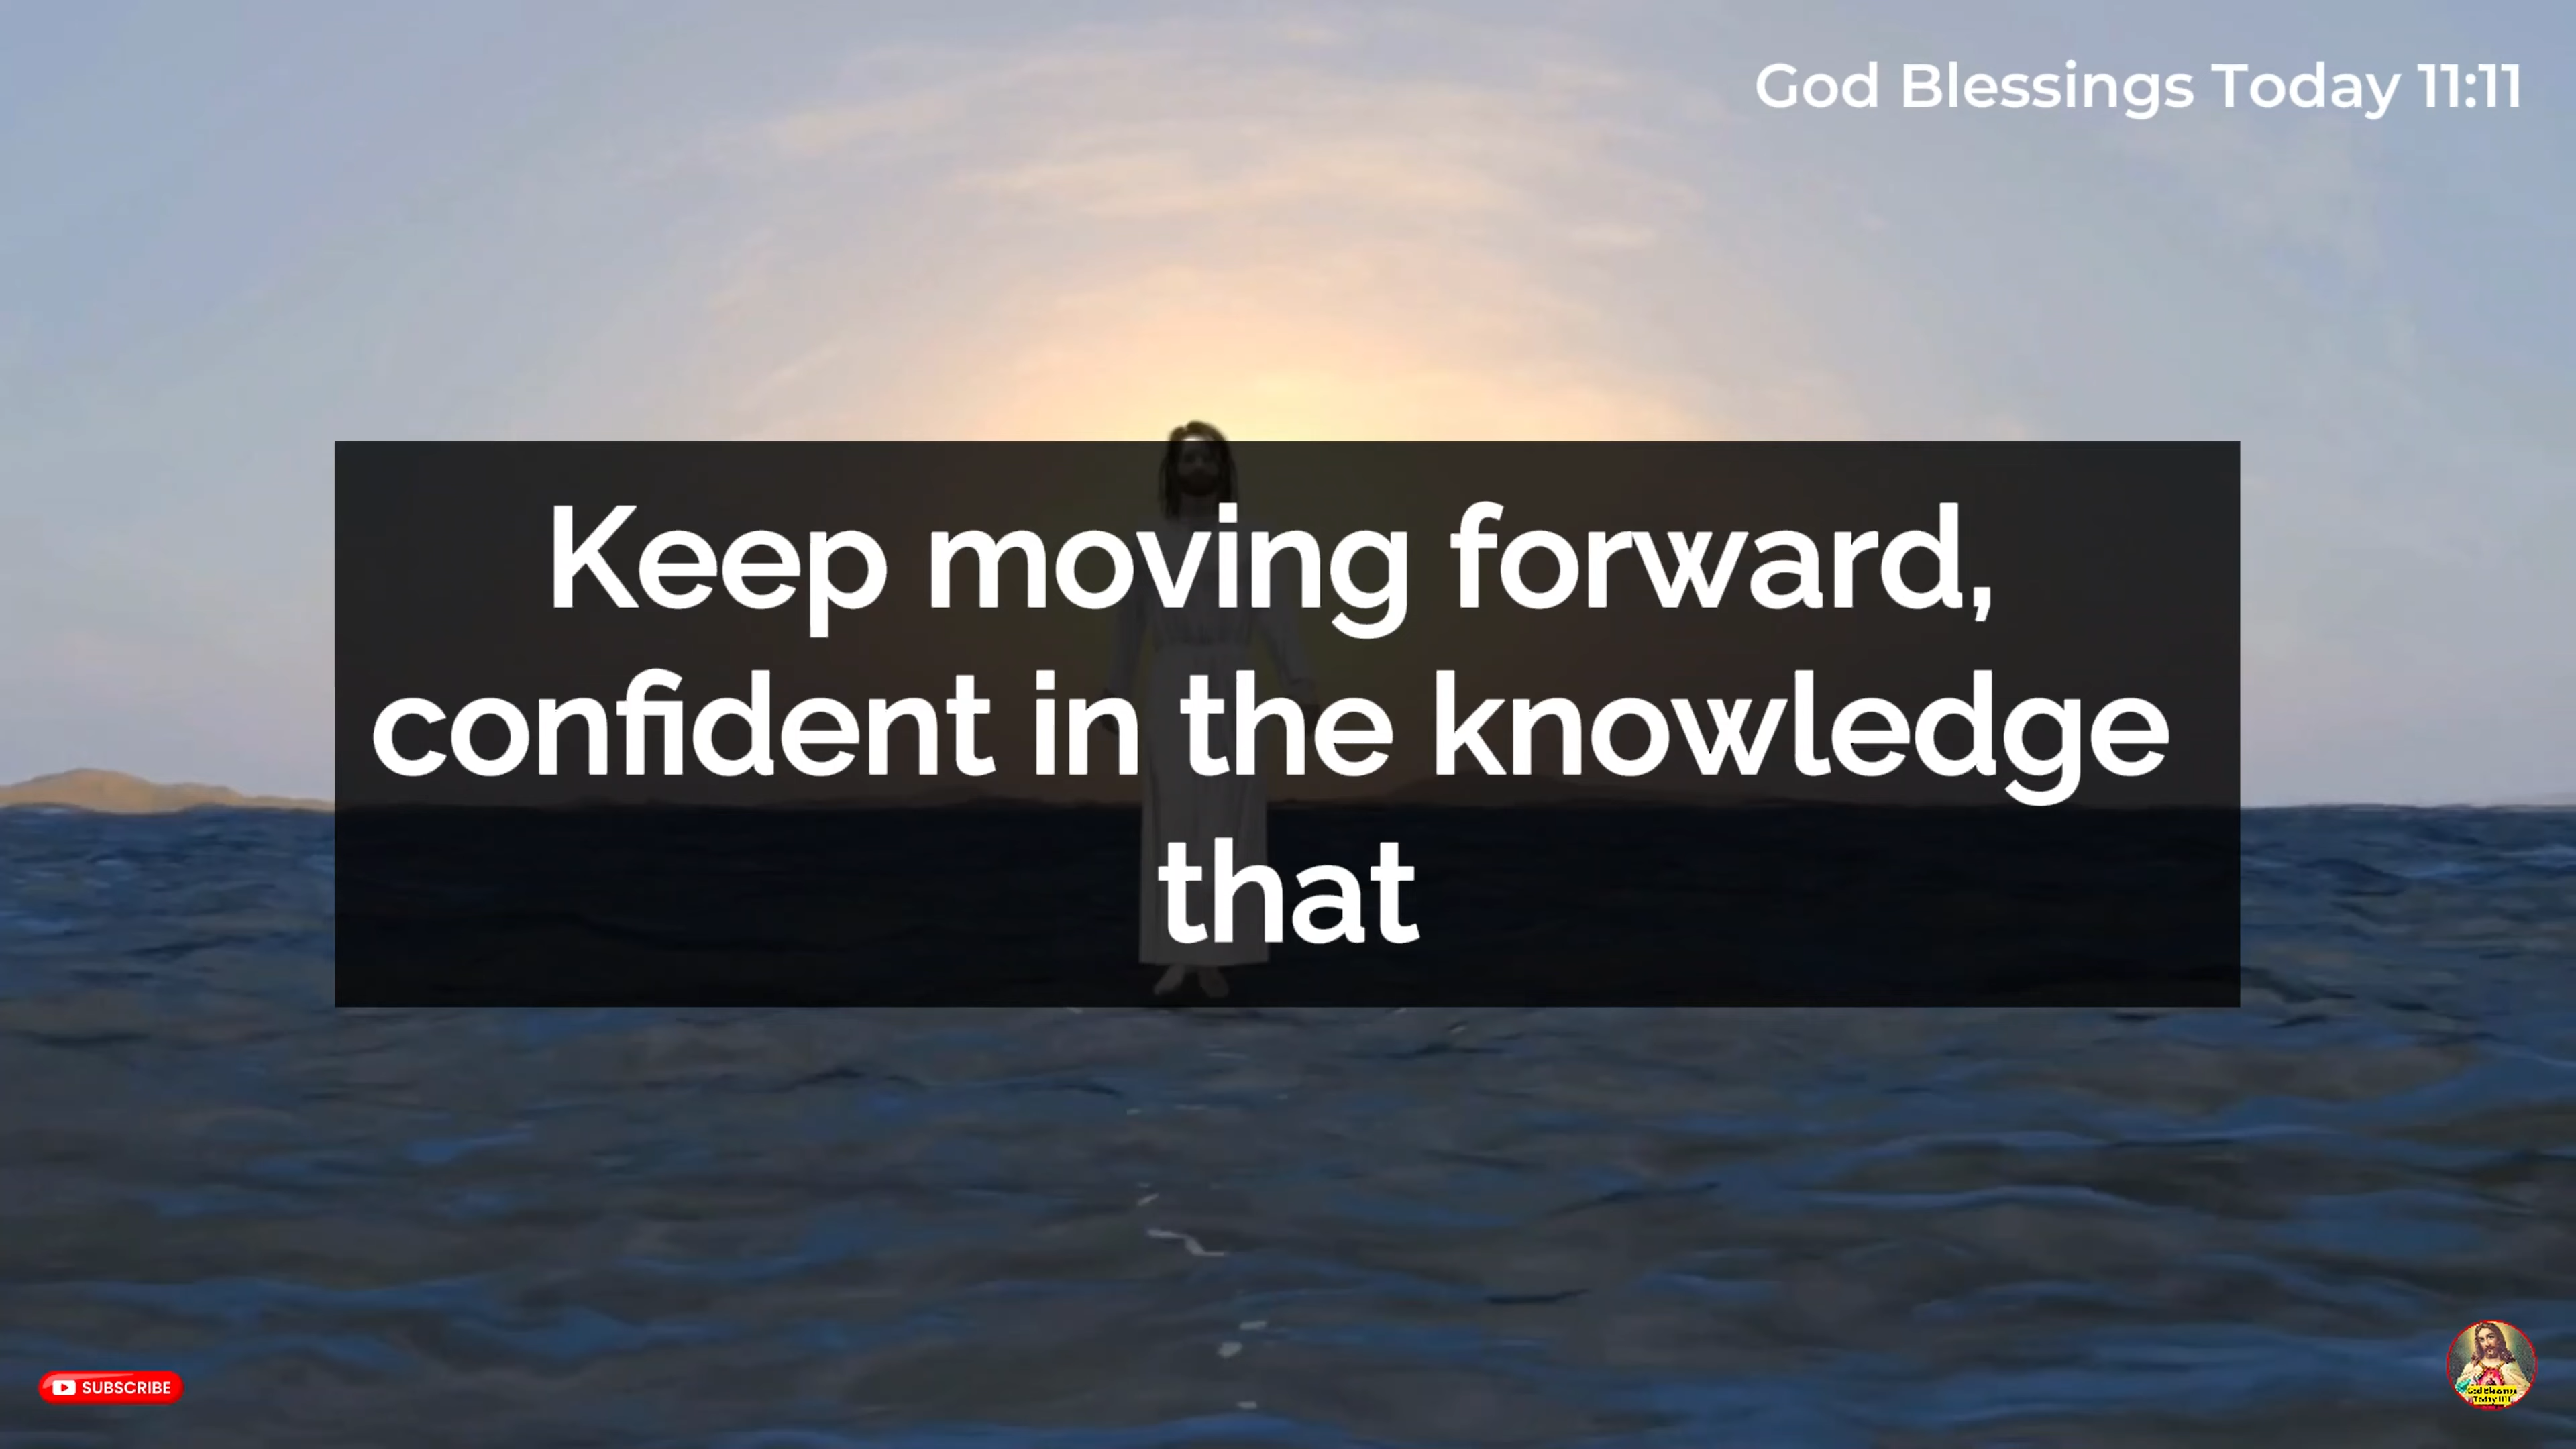 God Blessings Today 11:11
Keep moving forward,
confident in the knowledge
that
SUBSCRIBE